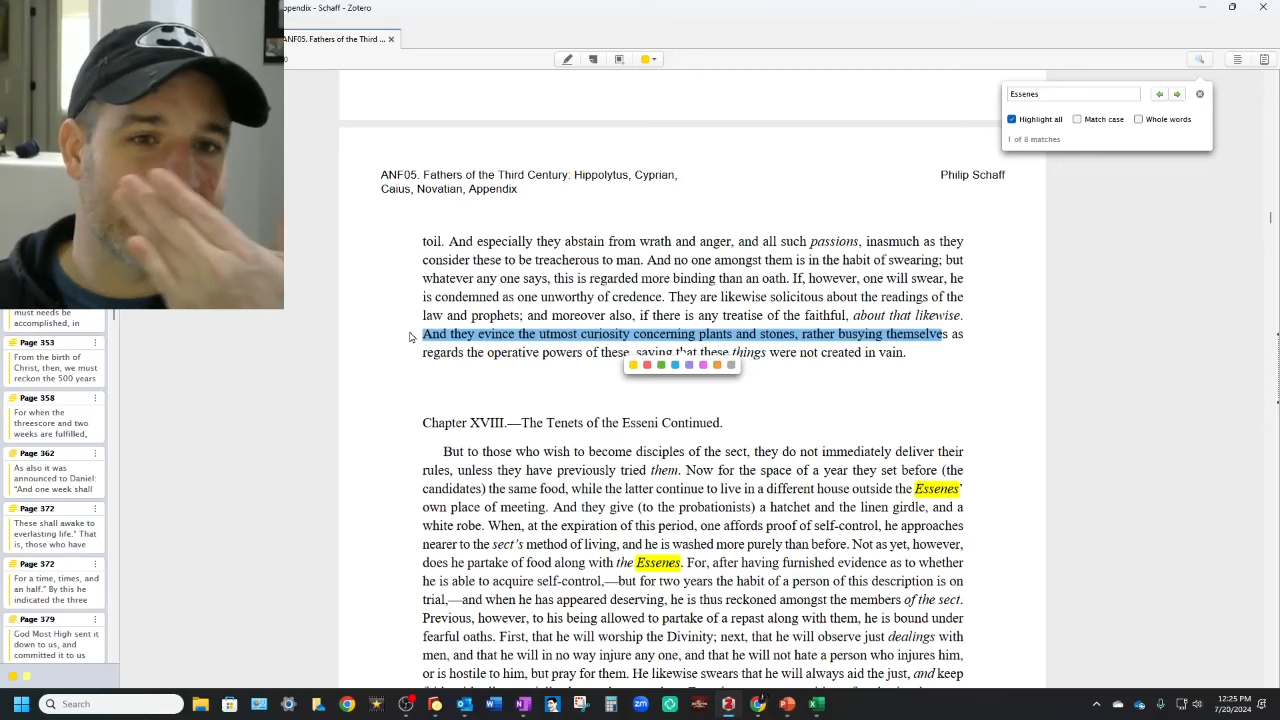 ppendix - Schaff - Zotero
ANF05. Fathers of the Third ...
Essenes
Highlight all
Match case
Whole words
1 of 8 matches
ANF05. Fathers of the Third Century: Hippolytus, Cyprian,
Caius, Novatian, Appendix
Philip Schaff
toil. And especially they abstain from wrath and anger, and all such passions, inasmuch as they
consider these to be treacherous to man. And no one amongst them is in the habit of swearing; but
whatever any one says, this is regarded more binding than an oath. If, however, one will swear, he
is condemned as one unworthy of credence. They are likewise solicitous about the readings of the
law and prophets; and moreover also, if there is any treatise of the faithful, about that likewise.
And they evince the utmost curiosity concerning plants and stones, rather busying themselves as
regards the operative powers of these, saying that these things were not created in vain.
Chapter XVIII.—The Tenets of the Esseni Continued.
But to those who wish to become disciples of the sect, they do not immediately deliver their
rules, unless they have previously tried them. Now for the space of a year they set before (the
candidates) the same food, while the latter continue to live in a different house outside the Essenes'
own place of meeting. And they give (to the probationists) a hatchet and the linen girdle, and a
white robe. When, at the expiration of this period, one affords proof of self-control, he approaches
nearer to the sect's method of living, and he is washed more purely than before. Not as yet, however,
does he partake of food along with the Essenes. For, after having furnished evidence as to whether
he is able to acquire self-control,—but for two years the habit of a person of this description is on
trial,—and when he has appeared deserving, he is thus reckoned amongst the members of the sect.
Previous, however, to his being allowed to partake of a repast along with them, he is bound under
fearful oaths. First, that he will worship the Divinity; next, that he will observe just dealings with
men, and that he will in no way injure any one, and that he will not hate a person who injures him,
or is hostile to him, but pray for them. He likewise swears that he will always aid the just, and keep
must needs be
accomplished, in
Page 353
From the birth of
Christ, then, we must
reckon the 500 years
Page 358
For when the
threescore and two
weeks are fulfilled,
Page 362
As also it was
announced to Daniel:
"And one week shall
Page 372
These shall awake to
everlasting life." That
is, those who have
Page 372
For a time, times, and
an half." By this he
indicated the three
Page 379
God Most High sent it
down to us, and
committed it to us
Search
12:25 PM
7/20/2024